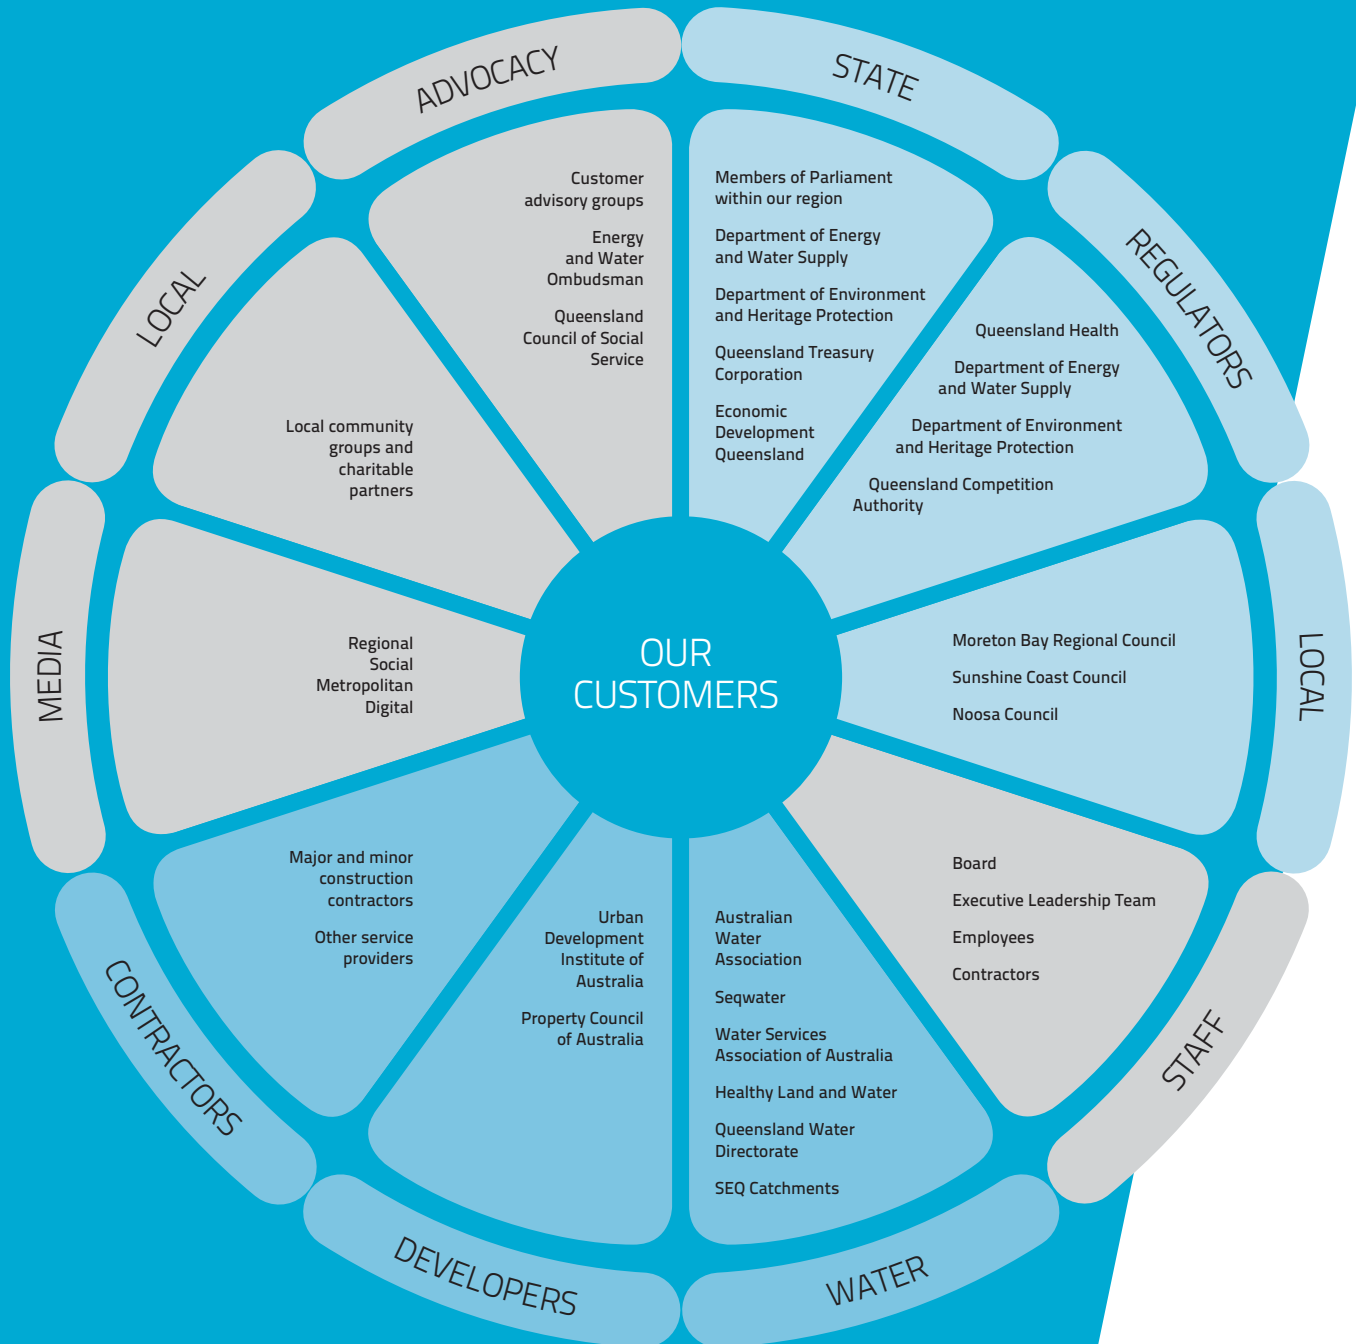 ADVOCACY
Customer
advisory groups
Energy
and Water
Ombudsman
Queensland
Council of Social
Service
STATE
Members of Parliament
within our region
Department of Energy
and Water Supply
Department of Environment
and Heritage Protection
Queensland Treasury
Corporation
Economic
Development
Queensland
REGULATORS
Queensland Health
Department of Energy
and Water Supply
Department of Environment
and Heritage Protection
Queensland Competition
Authority
LOCAL
Moreton Bay Regional Council
Sunshine Coast Council
Noosa Council
STAFF
Board
Executive Leadership Team
Employees
Contractors
WATER
Australian
Water
Association
Seqwater
Water Services
Association of Australia
Healthy Land and Water
Queensland Water
Directorate
SEQ Catchments
DEVELOPERS
Urban
Development
Institute of
Australia
Property Council
of Australia
CONTRACTORS
Major and minor
construction
contractors
Other service
providers
MEDIA
Regional
Social
Metropolitan
Digital
LOCAL
Local community
groups and
charitable
partners
OUR
CUSTOMERS